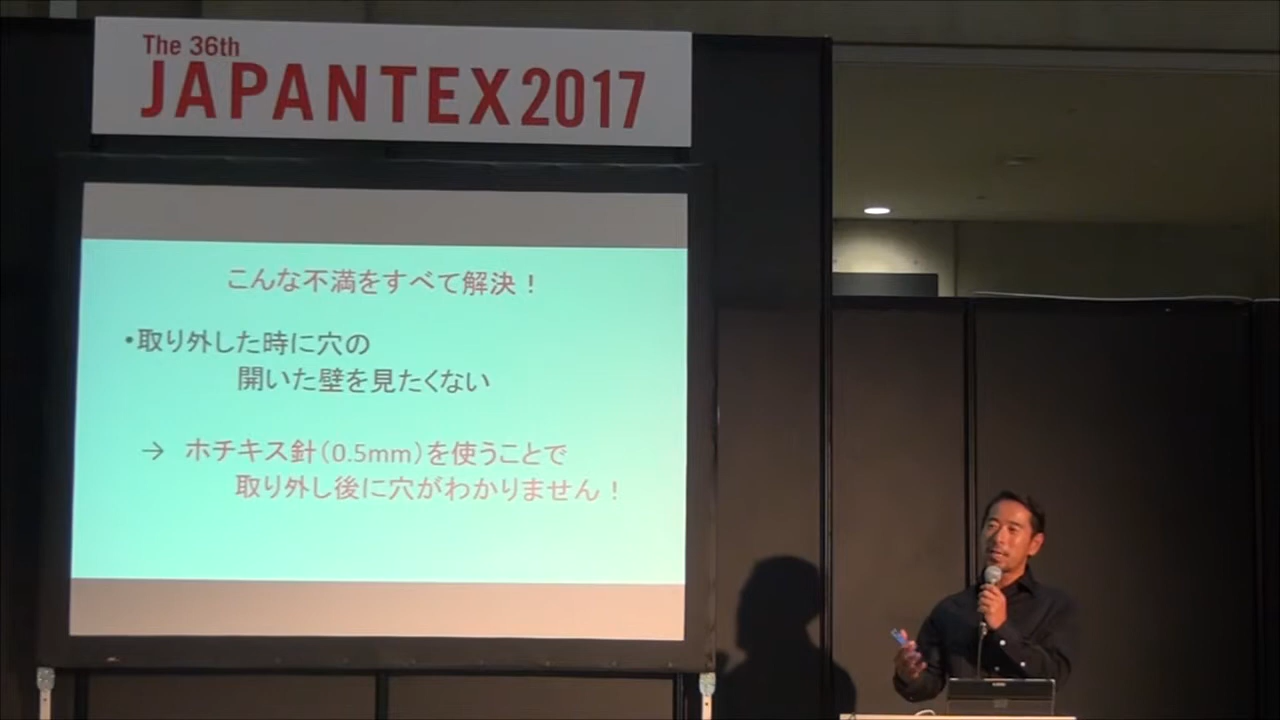 The 36th
JAPANTEX2017
こんな不満をすべて解決！
•取り外した時に穴の
開いた壁を見たくない
→ ホチキス針（0.5mm）を使うことで
取り外し後に穴がわかりません！